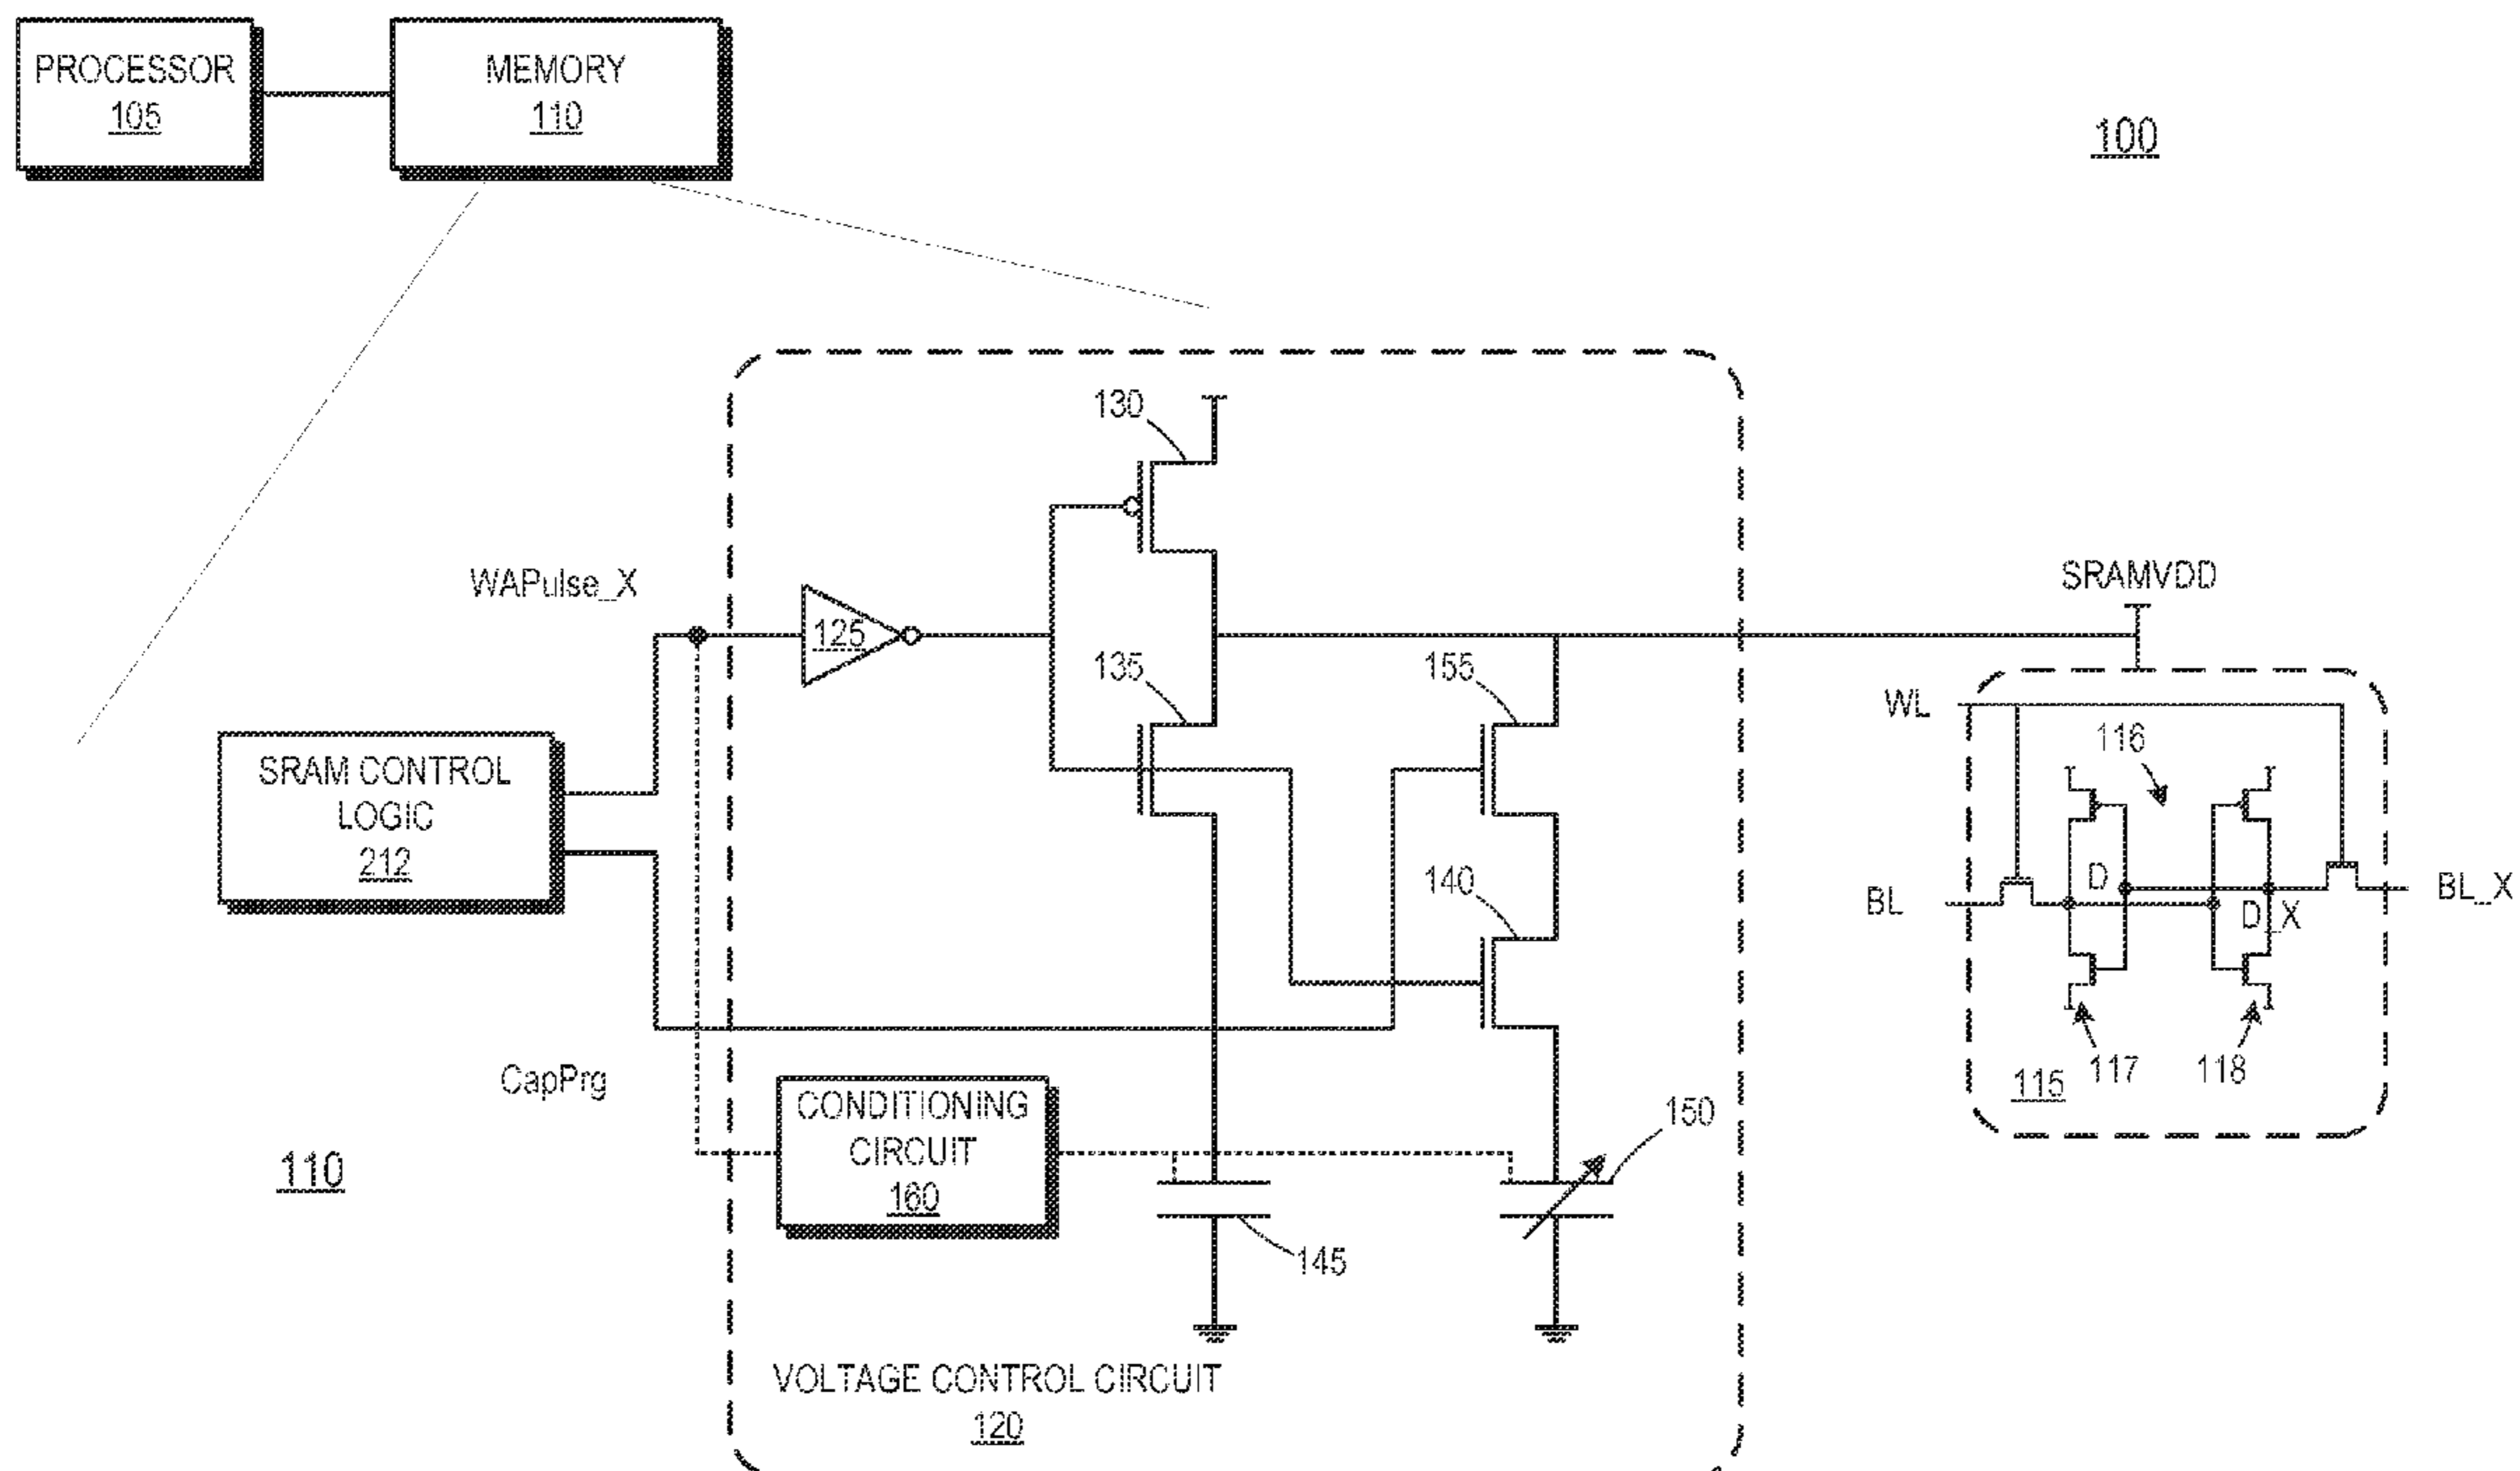 PROCESSOR
105
MEMORY
110
100
130
WAPulse_X
125
SRAMVDD
135
155
WL
116
SRAM CONTROL
LOGIC
212
140
D
BL
D_X
BL_X
CapPrg
117
118
115
CONDITIONING
CIRCUIT
160
150
110
145
VOLTAGE CONTROL CIRCUIT
120